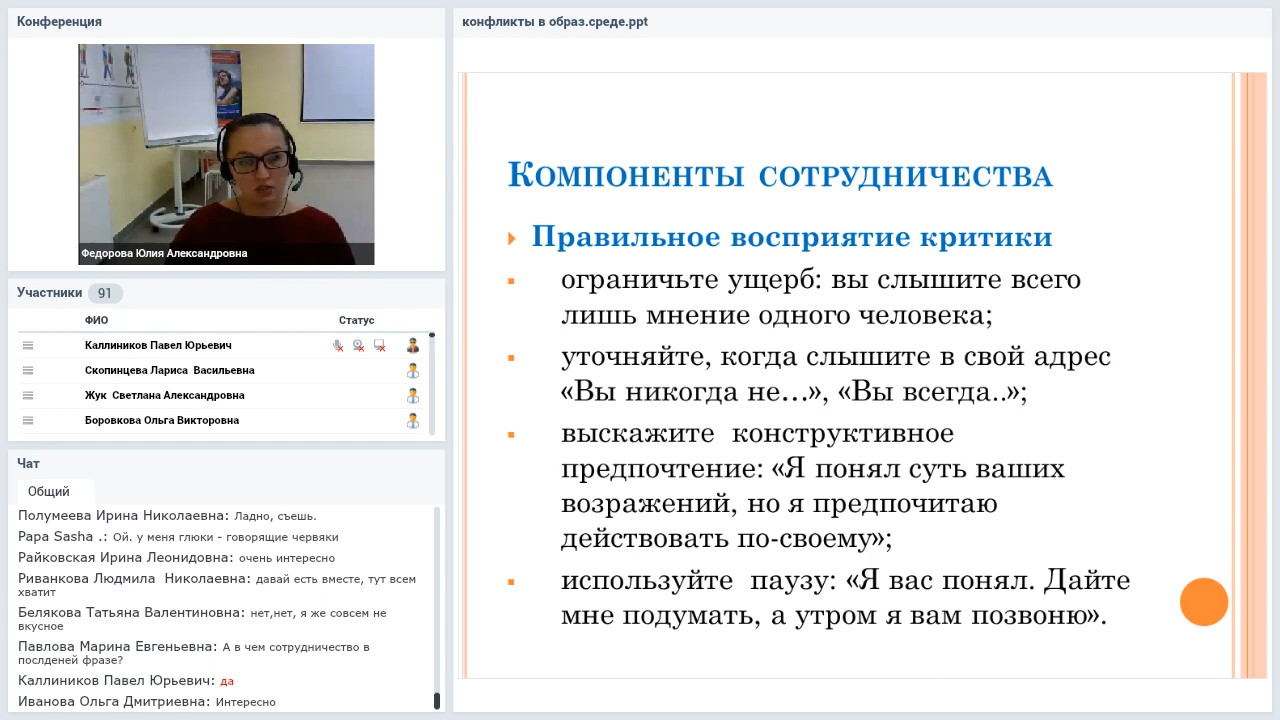 Конференция
Федорова Юлия Александровна
Участники 91
ФИО Статус
Каллиников Павел Юрьевич
Скопинцева Лариса Васильевна
Жук Светлана Александровна
Боровкова Ольга Викторовна
Чат
Общий
Полумеева Ирина Николаевна: Ладно, съешь.
Papa Sasha .: Ой. у меня глюки - говорящие червяки
Райковская Ирина Леонидовна: очень интересно
Риванкова Людмила Николаевна: давай есть вместе, тут всем
хватит
Белякова Татьяна Валентиновна: нет,нет, я же совсем не
вкусное
Павлова Марина Евгеньевна: А в чем сотрудничество в
послденей фразе?
Каллиников Павел Юрьевич: да
Иванова Ольга Дмитриевна: Интересно
конфликты в образ.среде.ppt
Компоненты сотрудничества
Правильное восприятие критики
ограничьте ущерб: вы слышите всего
лишь мнение одного человека;
уточняйте, когда слышите в свой адрес
«Вы никогда не…», «Вы всегда..»;
выскажите конструктивное
предпочтение: «Я понял суть ваших
возражений, но я предпочитаю
действовать по-своему»;
используйте паузу: «Я вас понял. Дайте
мне подумать, а утром я вам позвоню».